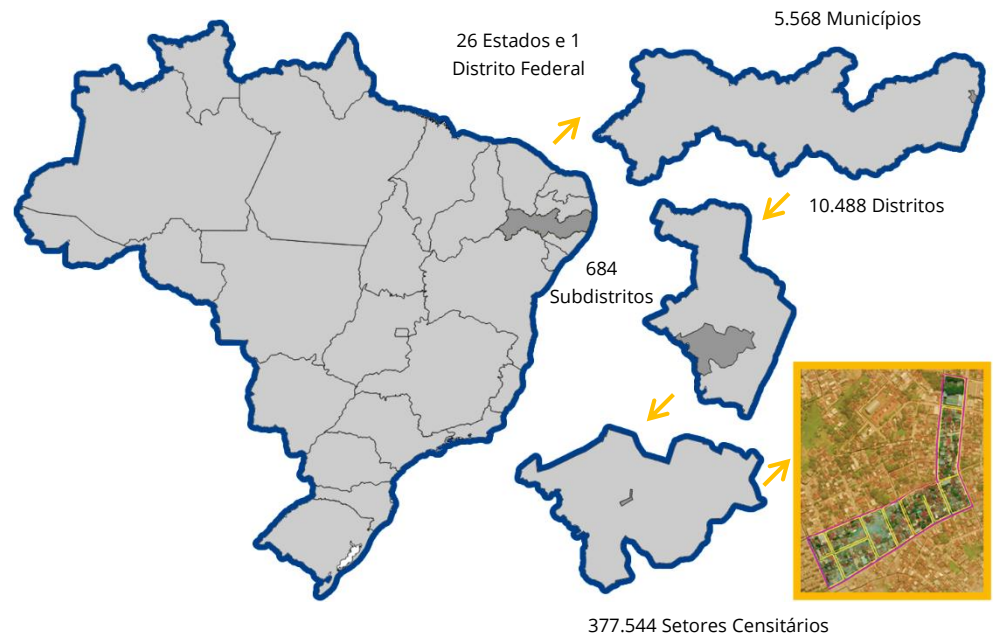 26 Estados e 1
Distrito Federal
5.568 Municípios
10.488 Distritos
684
Subdistritos
377.544 Setores Censitários